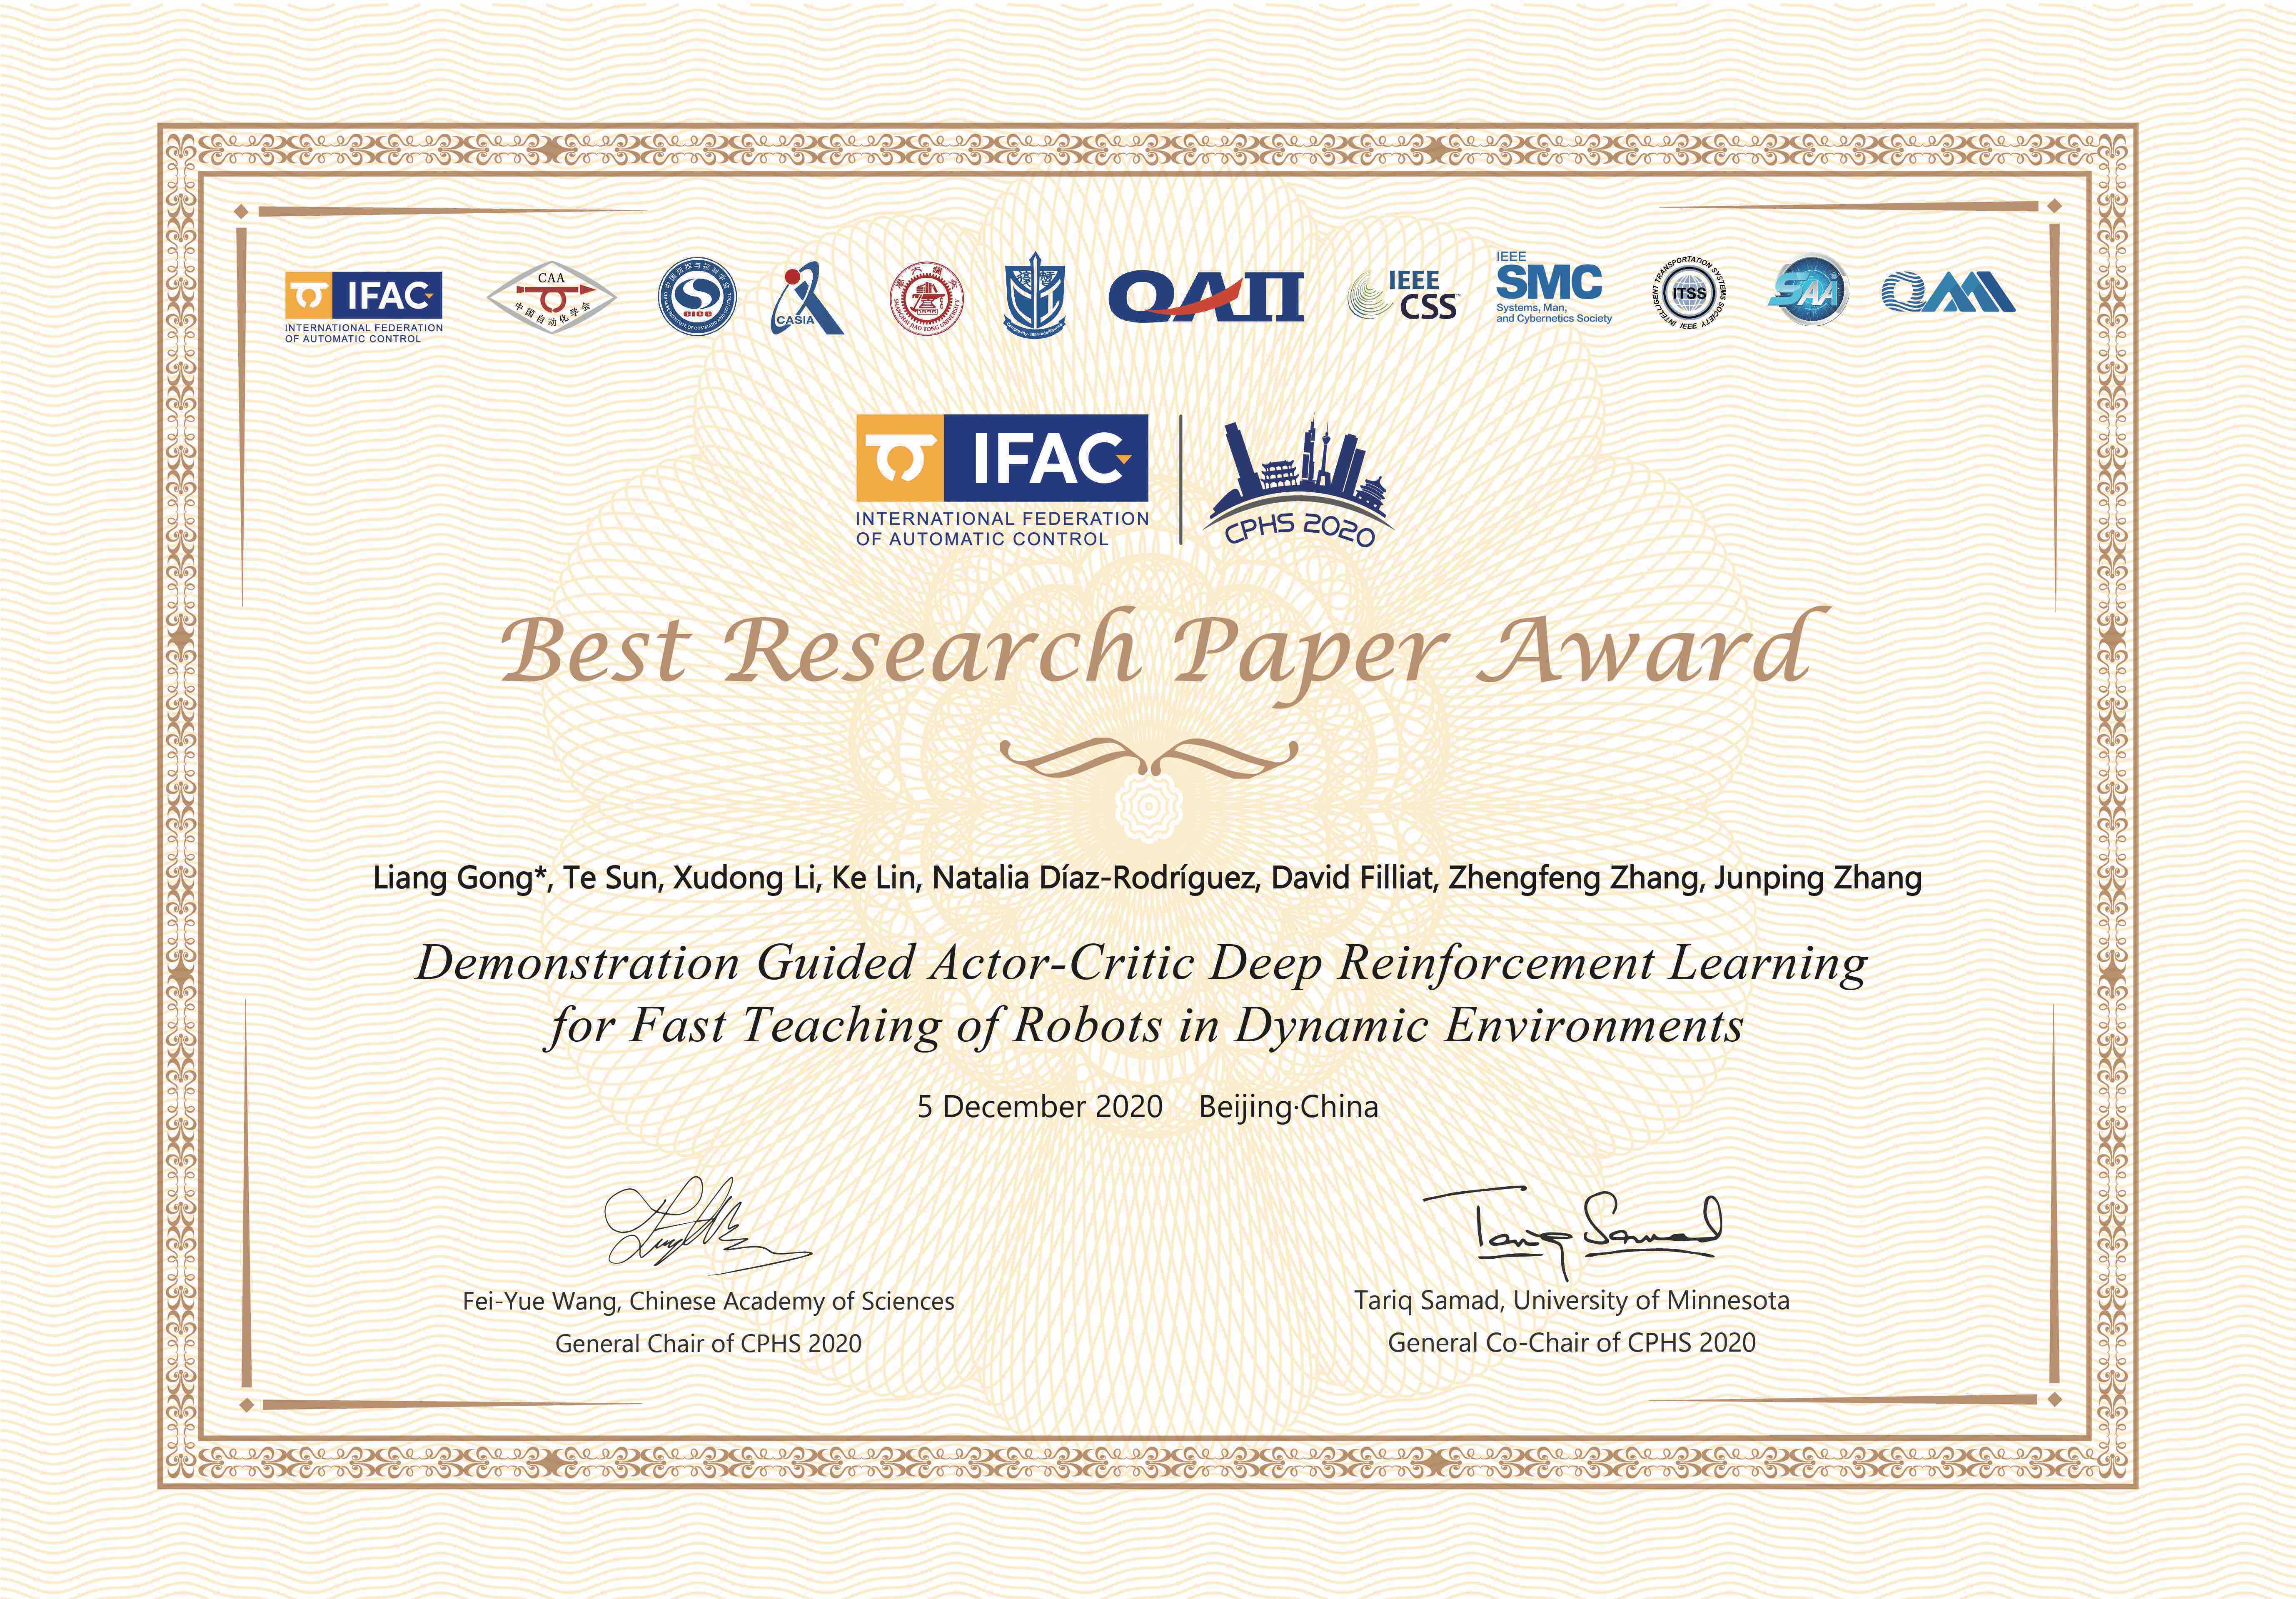 IFAC
INTERNATIONAL FEDERATION
OF AUTOMATIC CONTROL
CAA
中国自动化学会
CICC
CASIA
SHANGHAI JIAO TONG UNIVERSITY
QAII
IEEE
CSS
IEEE
SMC
Systems, Man,
and Cybernetics Society
INTELLIGENT TRANSPORTATION SYSTEMS SOCIETY
ITSS
IEEE
SAA
IFAC
INTERNATIONAL FEDERATION
OF AUTOMATIC CONTROL
CPHS 2020
Best Research Paper Award
Liang Gong*, Te Sun, Xudong Li, Ke Lin, Natalia Díaz-Rodríguez, David Filliat, Zhengfeng Zhang, Junping Zhang
Demonstration Guided Actor-Critic Deep Reinforcement Learning
for Fast Teaching of Robots in Dynamic Environments
5 December 2020 Beijing·China
Tariq Samad
Fei-Yue Wang, Chinese Academy of Sciences
Tariq Samad, University of Minnesota
General Chair of CPHS 2020
General Co-Chair of CPHS 2020